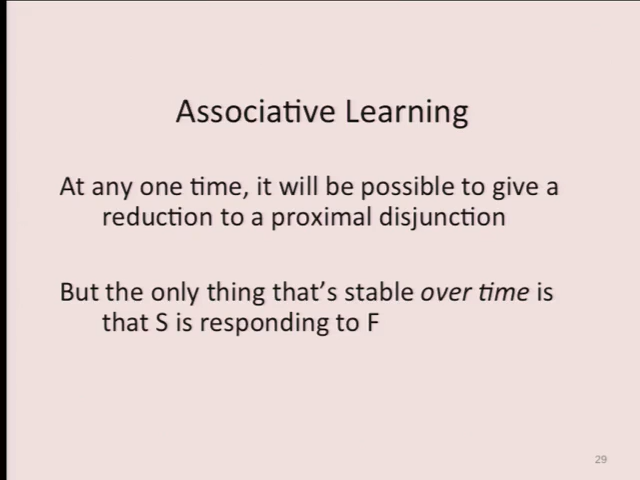 Associative Learning
At any one time, it will be possible to give a
reduction to a proximal disjunction
But the only thing that's stable over time is
that S is responding to F
29